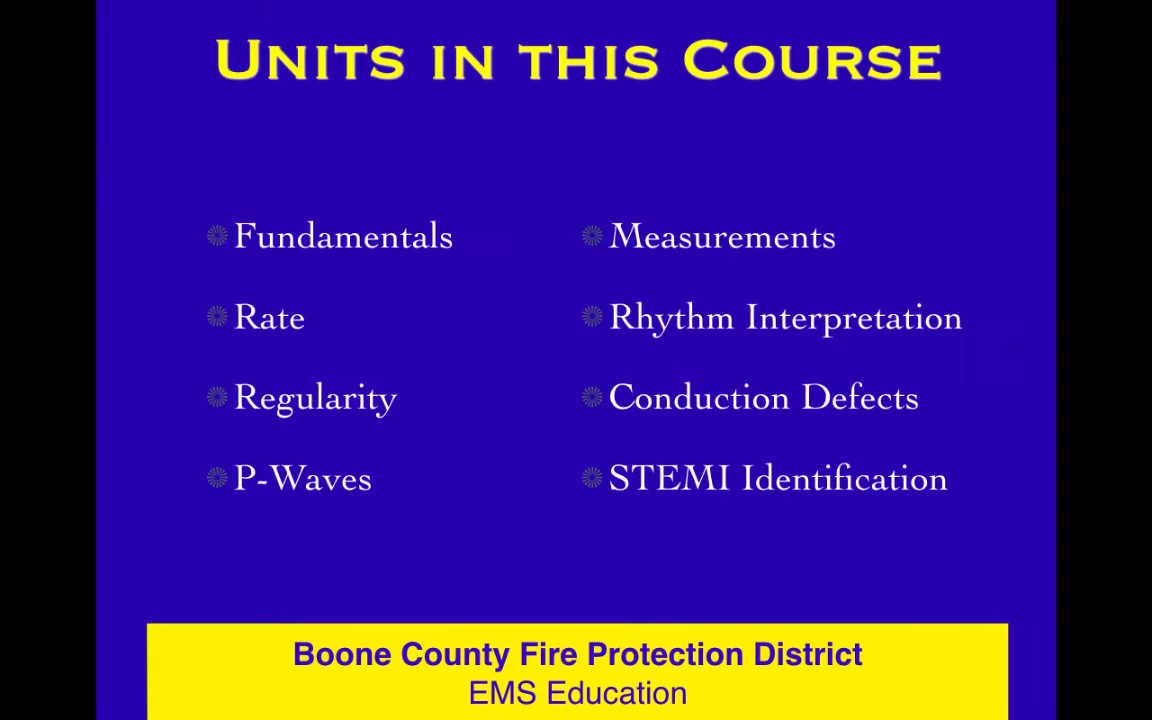 Units in this Course
Fundamentals
Rate
Regularity
P-Waves
Measurements
Rhythm Interpretation
Conduction Defects
STEMI Identification
Boone County Fire Protection District
EMS Education